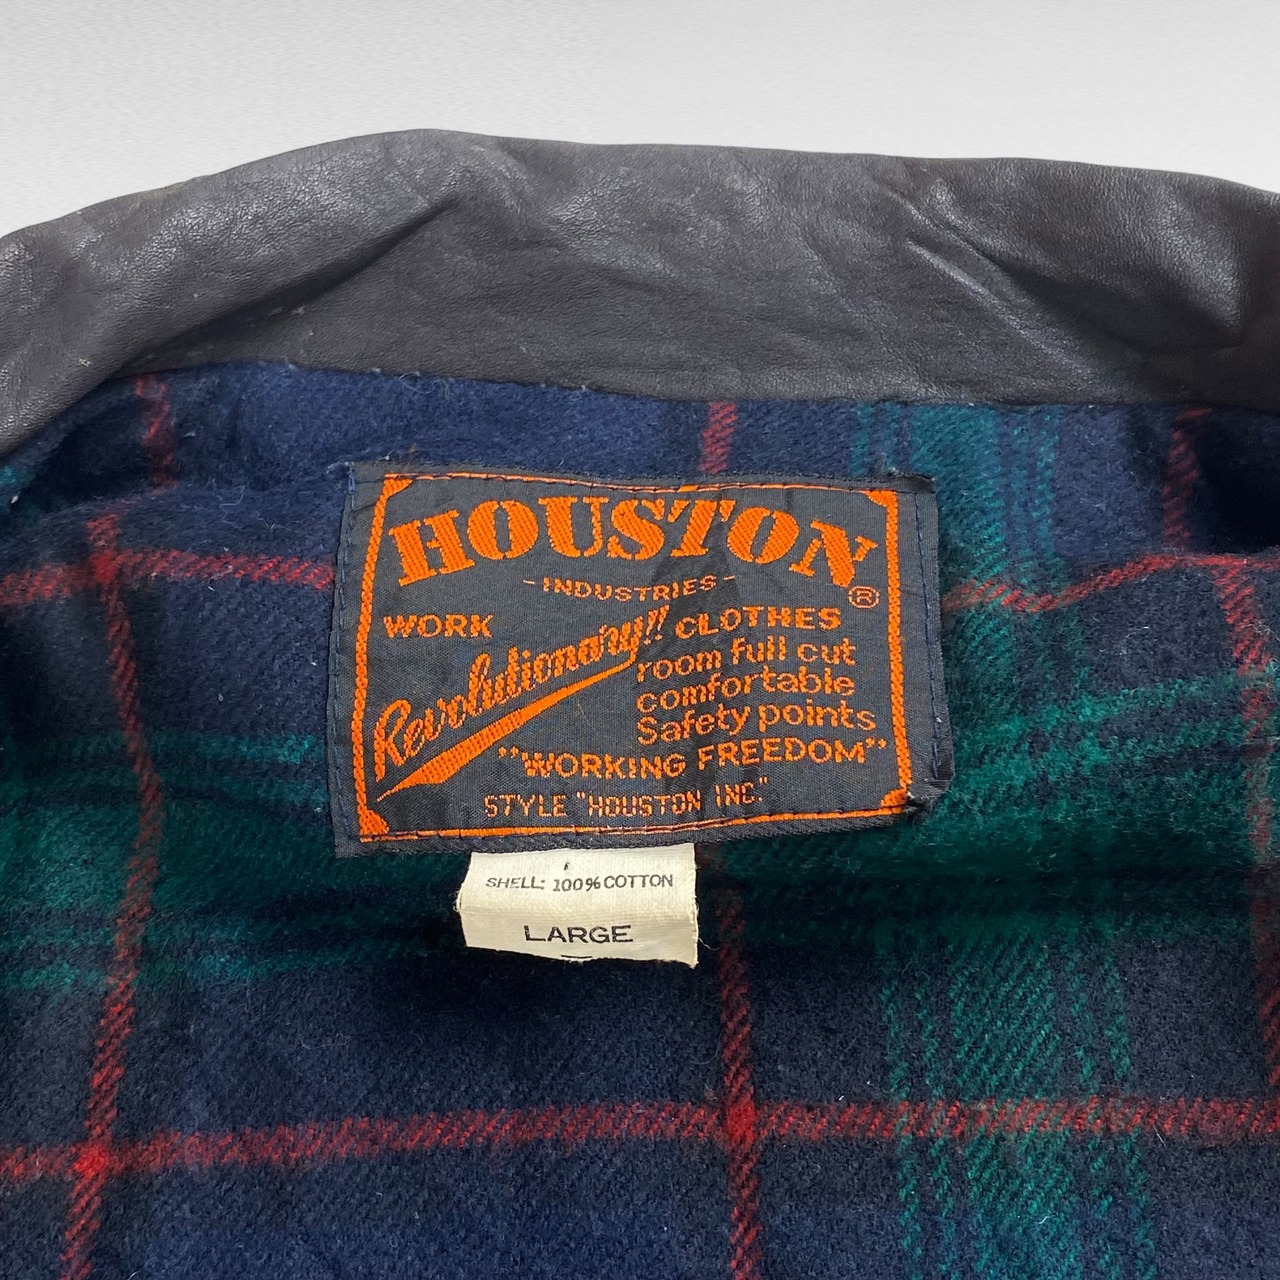 HOUSTON®
- INDUSTRIES -
WORK Revolutionary!! CLOTHES
room full cut
comfortable
Safety points
"WORKING FREEDOM"
STYLE "HOUSTON INC."
SHELL: 100% COTTON
LARGE